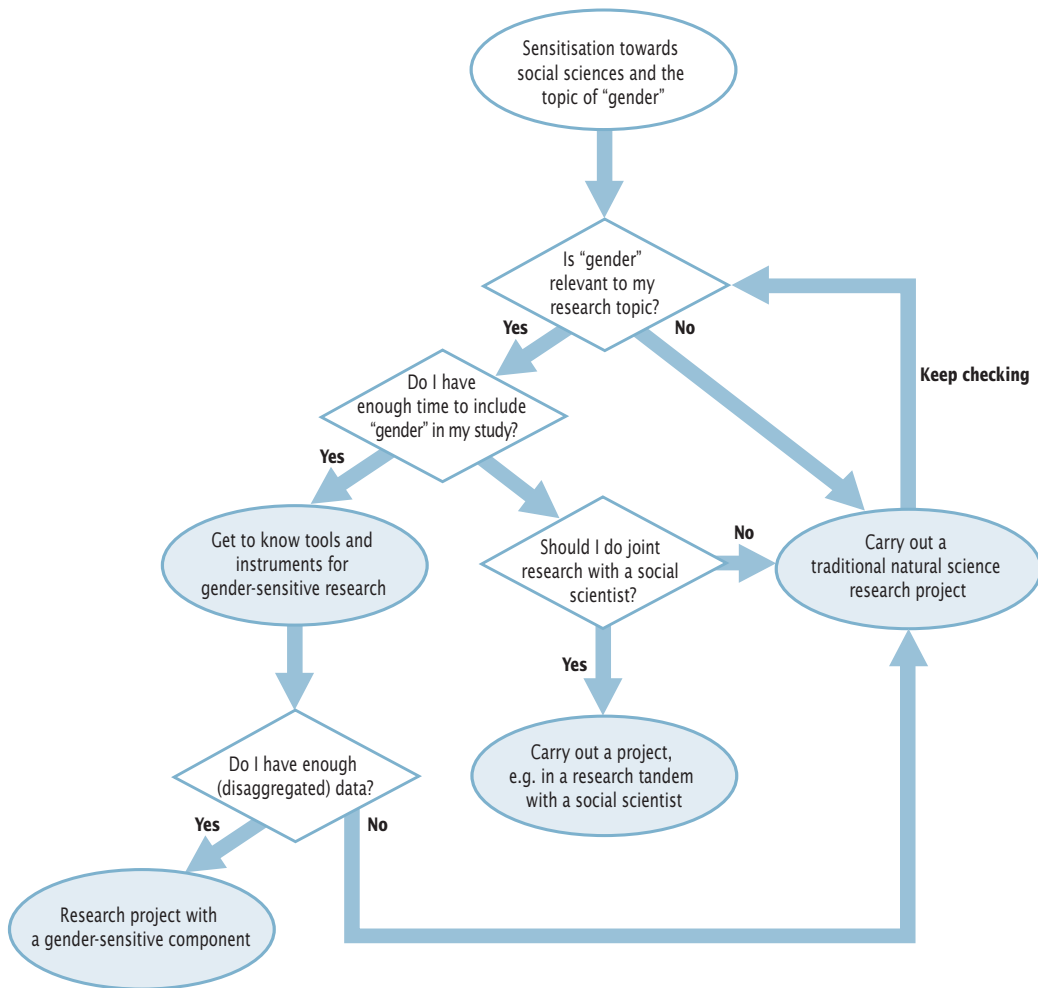 Sensitisation towards
social sciences and the
topic of “gender”
Is “gender”
relevant to my
research topic?
Yes
No
Keep checking
Do I have
enough time to include
“gender” in my study?
Yes
Get to know tools and
instruments for
gender-sensitive research
Should I do joint
research with a social
scientist?
No
Carry out a
traditional natural science
research project
Yes
Carry out a project,
e.g. in a research tandem
with a social scientist
Do I have enough
(disaggregated) data?
Yes
No
Research project with
a gender-sensitive component